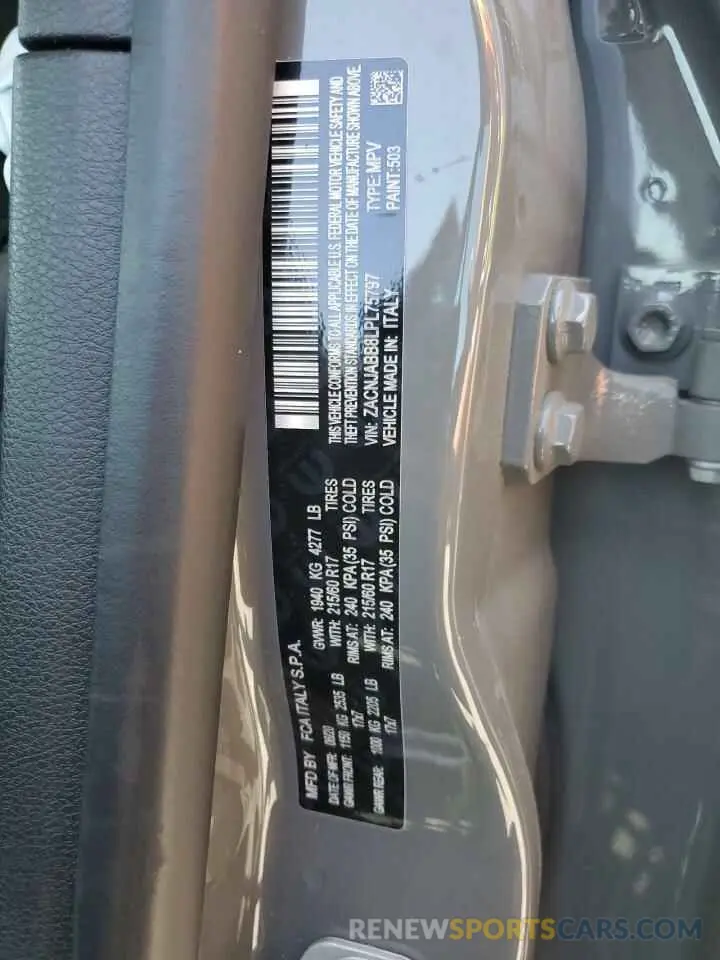 MFD BY FCA ITALY S.P.A.
DATE OF MFR: 06/20 GVWR: 1940 KG 4277 LB
GAWR FRONT: 1150 KG 2535 LB WITH: 215/60 R17 TIRES
17x7 RIMS AT: 240 KPA(35 PSI) COLD
GAWR REAR: 1000 KG 2205 LB WITH: 215/60 R17 TIRES
17x7 RIMS AT: 240 KPA(35 PSI) COLD
THIS VEHICLE CONFORMS TO ALL APPLICABLE U.S. FEDERAL MOTOR VEHICLE SAFETY AND
THEFT PREVENTION STANDARDS IN EFFECT ON THE DATE OF MANUFACTURE SHOWN ABOVE.
VIN: ZACNJABB8LPL75797 TYPE: MPV
VEHICLE MADE IN: ITALY PAINT:503
RENEWSPORTSCARS.COM